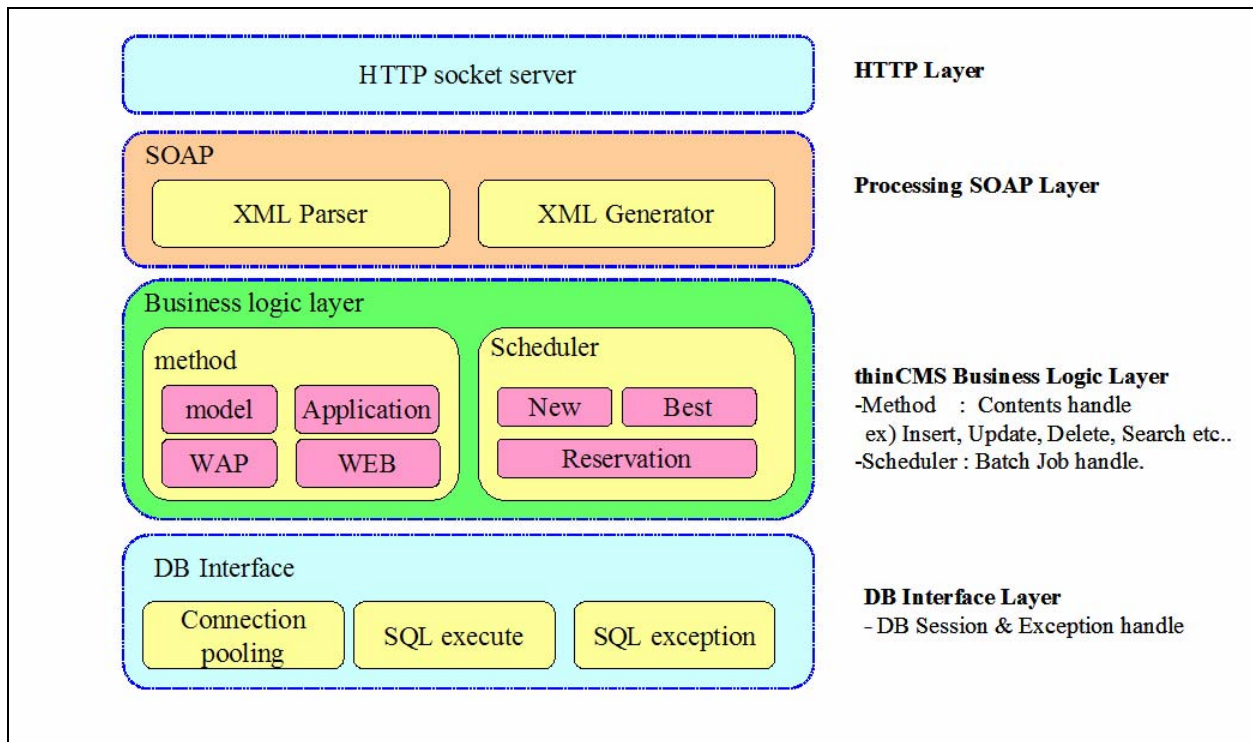 HTTP socket server
HTTP Layer
SOAP
XML Parser
XML Generator
Processing SOAP Layer
Business logic layer
method
model
Application
WAP
WEB
Scheduler
New
Best
Reservation
thinCMS Business Logic Layer
-Method : Contents handle
ex) Insert, Update, Delete, Search etc..
-Scheduler : Batch Job handle.
DB Interface
Connection
pooling
SQL execute
SQL exception
DB Interface Layer
- DB Session & Exception handle